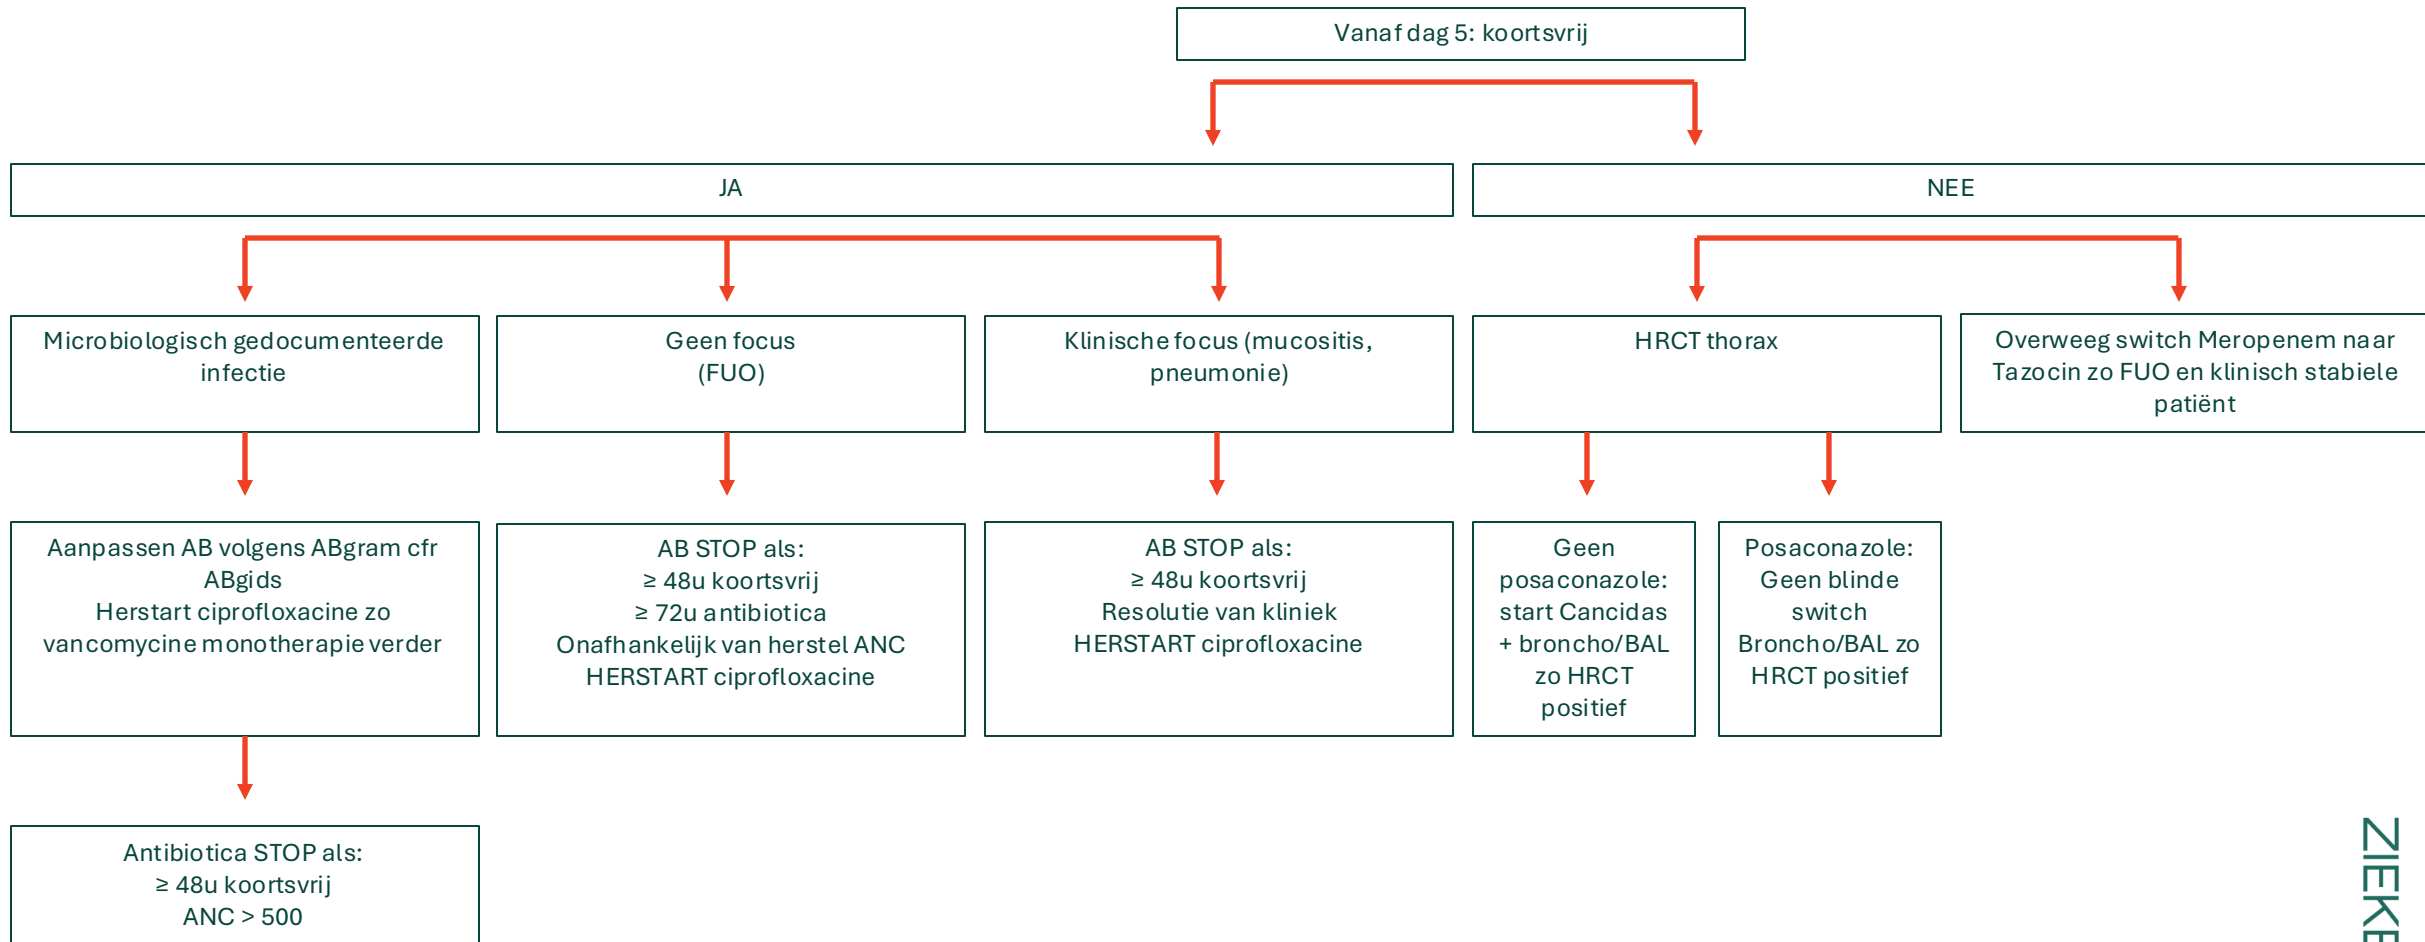 Vanaf dag 5: koortsvrij
JA
NEE
Microbiologisch gedocumenteerde
infectie
Geen focus
(FUO)
Klinische focus (mucositis,
pneumonie)
HRCT thorax
Overweeg switch Meropenem naar
Tazocin zo FUO en klinisch stabiele
patiënt
Aanpassen AB volgens ABgram cfr
ABgids
Herstart ciprofloxacine zo
vancomycine monotherapie verder
AB STOP als:
≥ 48u koortsvrij
≥ 72u antibiotica
Onafhankelijk van herstel ANC
HERSTART ciprofloxacine
AB STOP als:
≥ 48u koortsvrij
Resolutie van kliniek
HERSTART ciprofloxacine
Geen
posaconazole:
start Cancidas
+ broncho/BAL
zo HRCT
positief
Posaconazole:
Geen blinde
switch
Broncho/BAL zo
HRCT positief
Antibiotica STOP als:
≥ 48u koortsvrij
ANC > 500
ZIEKE